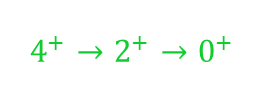 4⁺ → 2⁺ → 0⁺